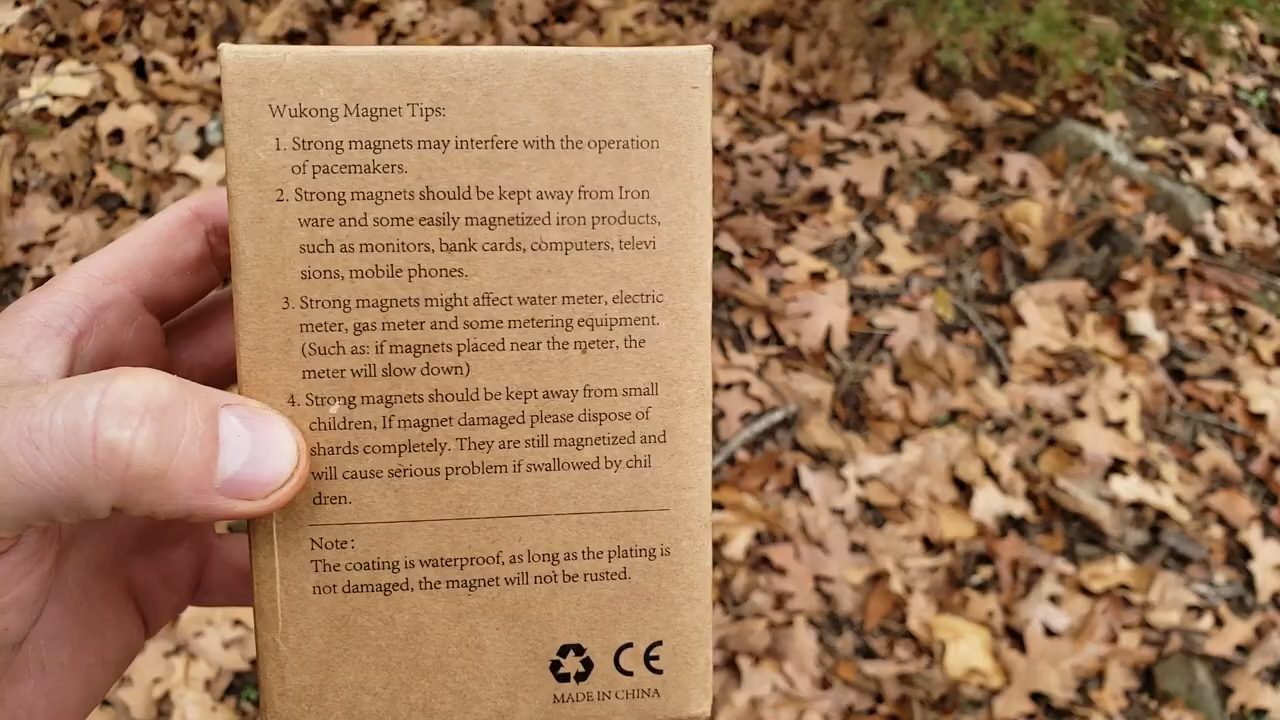 Wukong Magnet Tips:
1. Strong magnets may interfere with the operation
of pacemakers.
2. Strong magnets should be kept away from Iron
ware and some easily magnetized iron products,
such as monitors, bank cards, computers, televi
sions, mobile phones.
3. Strong magnets might affect water meter, electric
meter, gas meter and some metering equipment.
(Such as: if magnets placed near the meter, the
meter will slow down)
4. Strong magnets should be kept away from small
children, If magnet damaged please dispose of
shards completely. They are still magnetized and
will cause serious problem if swallowed by chil
dren.
Note:
The coating is waterproof, as long as the plating is
not damaged, the magnet will not be rusted.
CE
MADE IN CHINA